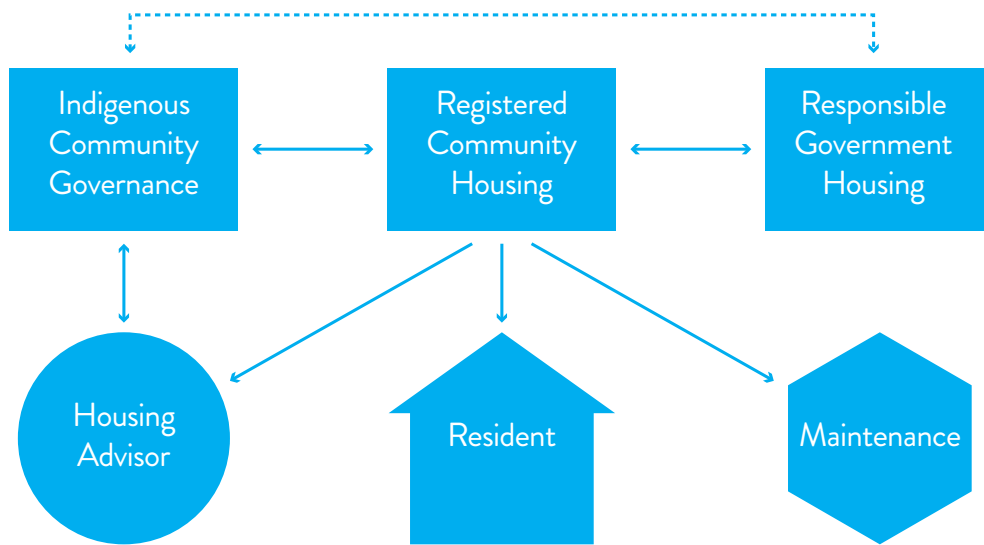 Indigenous
Community
Governance
Registered
Community
Housing
Responsible
Government
Housing
Housing
Advisor
Resident
Maintenance